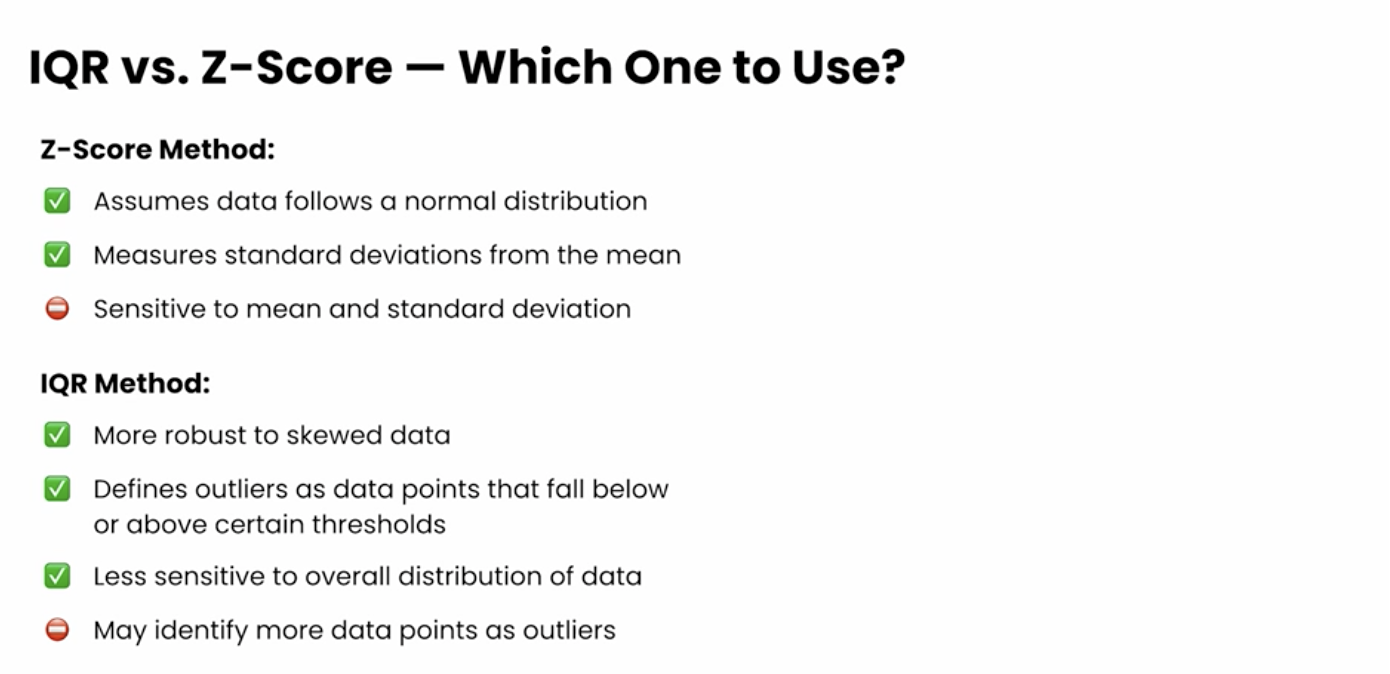 IQR vs. Z-Score — Which One to Use?
Z-Score Method:
Assumes data follows a normal distribution
Measures standard deviations from the mean
Sensitive to mean and standard deviation
IQR Method:
More robust to skewed data
Defines outliers as data points that fall below
or above certain thresholds
Less sensitive to overall distribution of data
May identify more data points as outliers